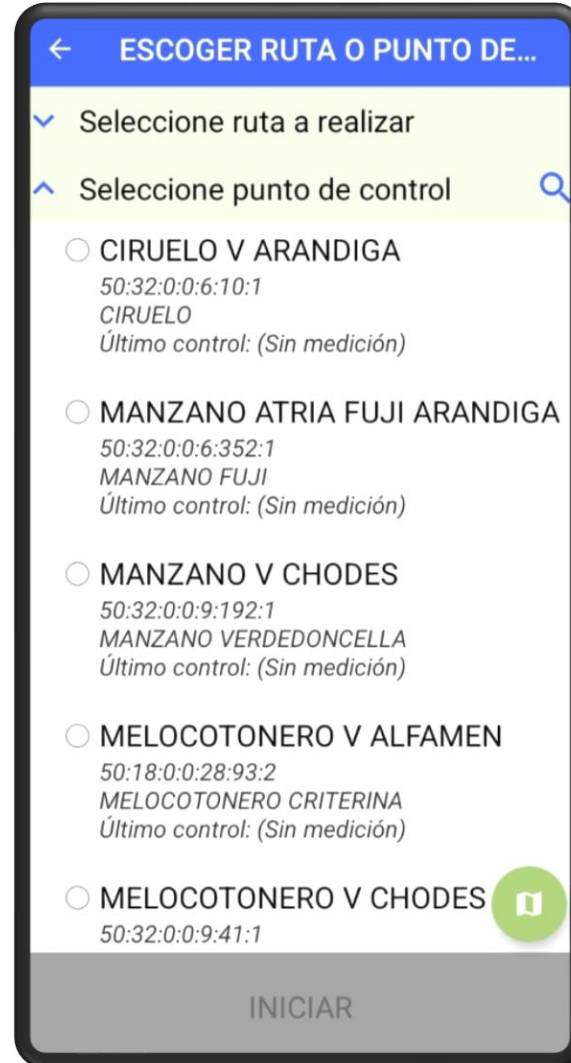 ESCOGER RUTA O PUNTO DE...
Seleccione ruta a realizar
Seleccione punto de control
CIRUELO V ARANDIGA
50:32:0:0:6:10:1
CIRUELO
Último control: (Sin medición)
MANZANO ATRIA FUJI ARANDIGA
50:32:0:0:6:352:1
MANZANO FUJI
Último control: (Sin medición)
MANZANO V CHODES
50:32:0:0:9:192:1
MANZANO VERDEDONCELLA
Último control: (Sin medición)
MELOCOTONERO V ALFAMEN
50:18:0:0:28:93:2
MELOCOTONERO CRITERINA
Último control: (Sin medición)
MELOCOTONERO V CHODES
50:32:0:0:9:41:1
INICIAR